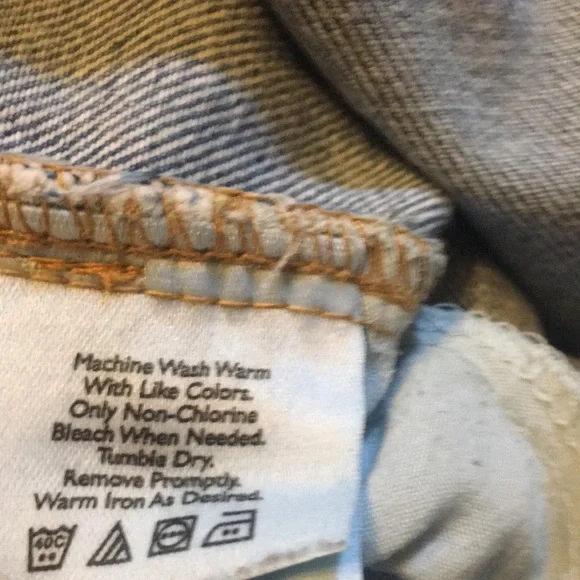 Machine Wash Warm
With Like Colors.
Only Non-Chlorine
Bleach When Needed.
Tumble Dry.
Remove Promptly.
Warm Iron As Desired.
40C